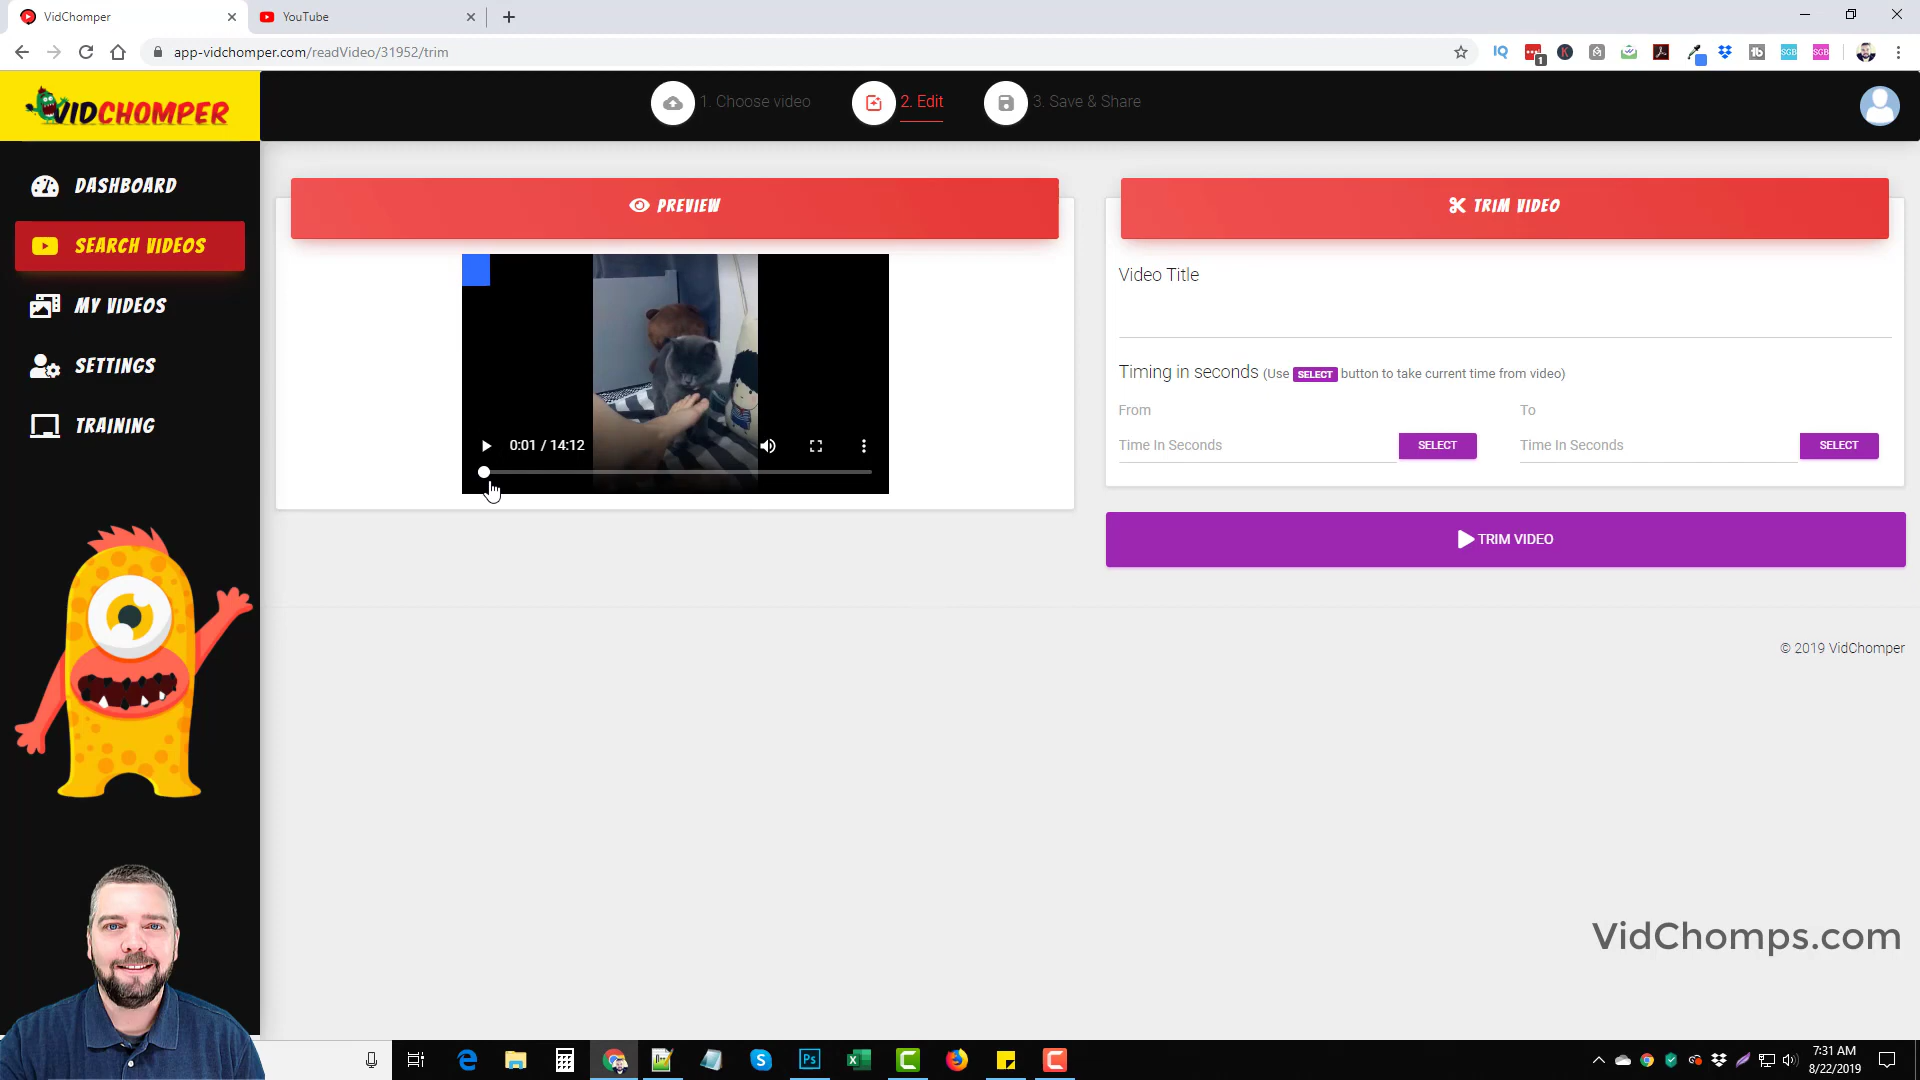 VidChomper
YouTube
app-vidchomper.com/readVideo/31952/trim
VIDCHOMPER
1. Choose video
2. Edit
3. Save & Share
DASHBOARD
SEARCH VIDEOS
MY VIDEOS
SETTINGS
TRAINING
PREVIEW
0:01 / 14:12
TRIM VIDEO
Video Title
Timing in seconds (Use SELECT button to take current time from video)
From
To
Time In Seconds
SELECT
Time In Seconds
SELECT
TRIM VIDEO
© 2019 VidChomper
VidChomps.com
7:31 AM
8/22/2019